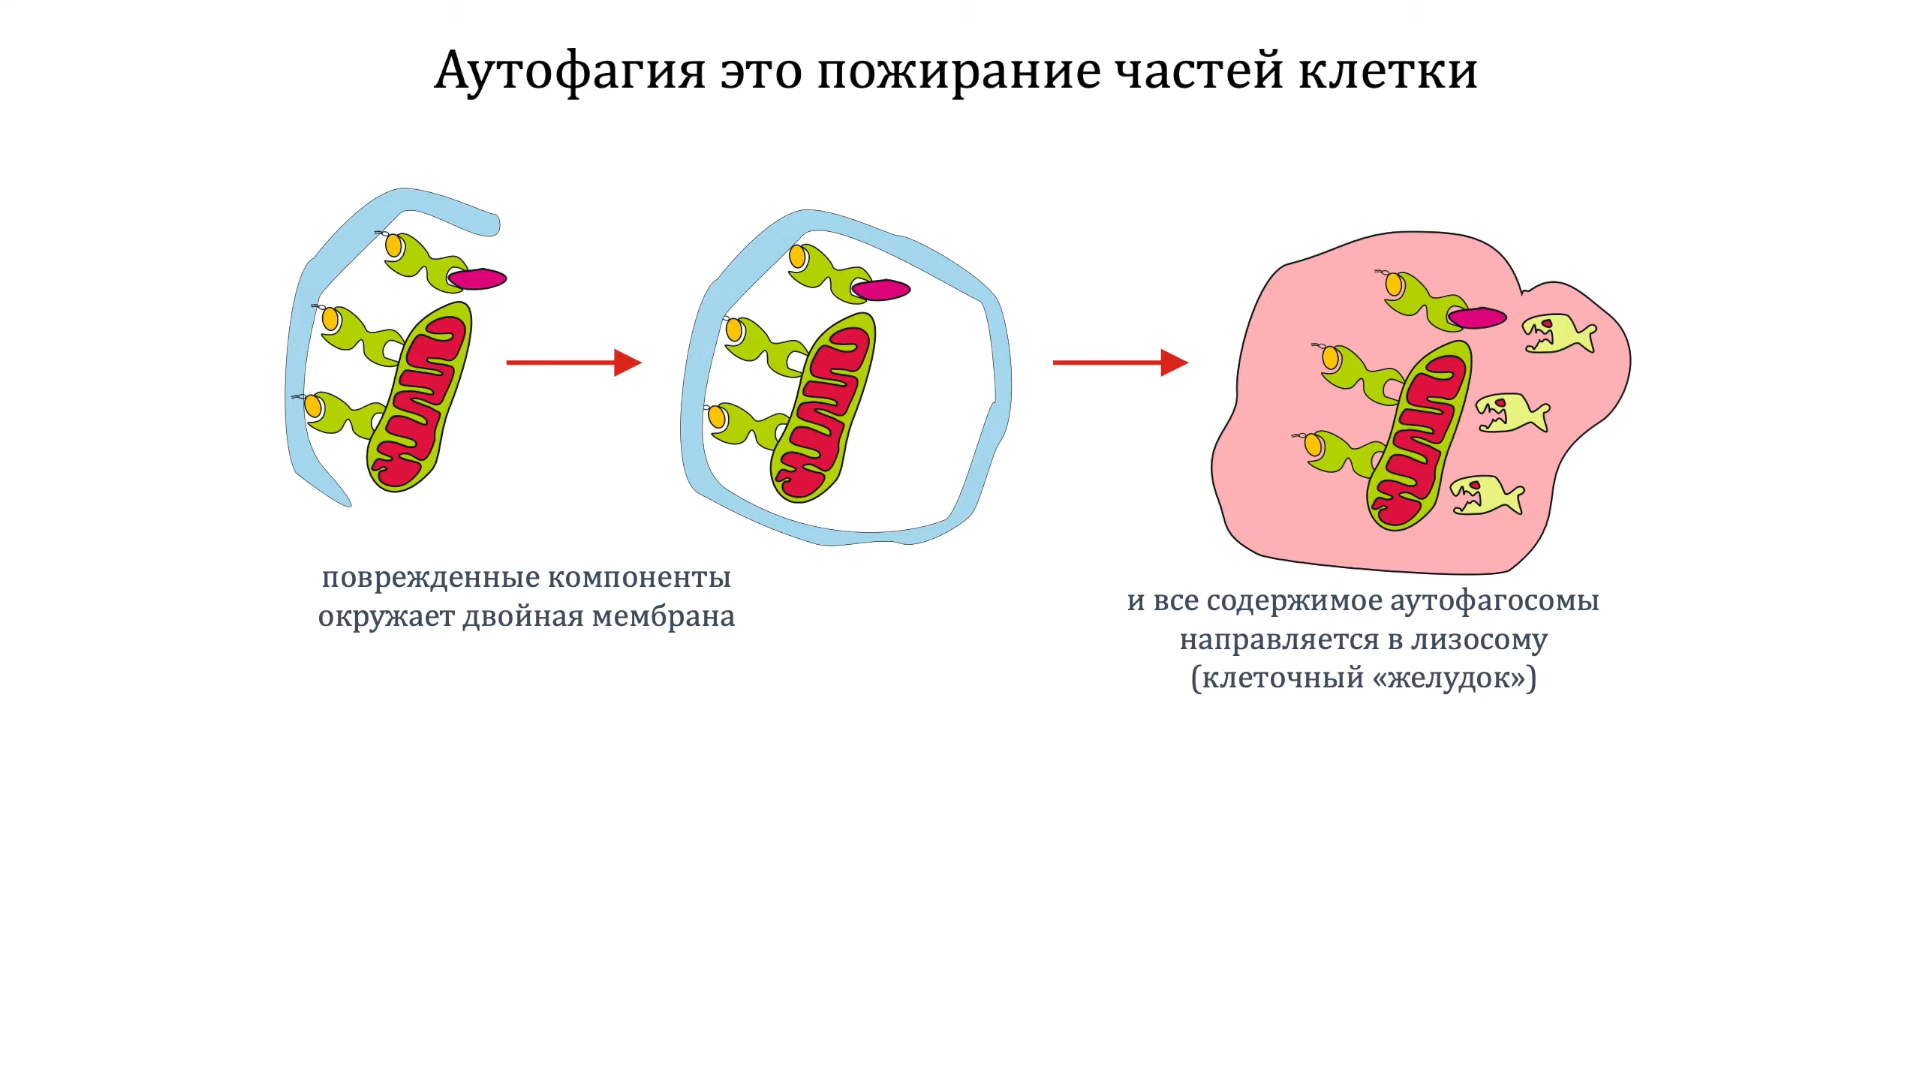 Аутофагия это пожирание частей клетки
поврежденные компоненты
окружает двойная мембрана
и все содержимое аутофагосомы
направляется в лизосому
(клеточный «желудок»)